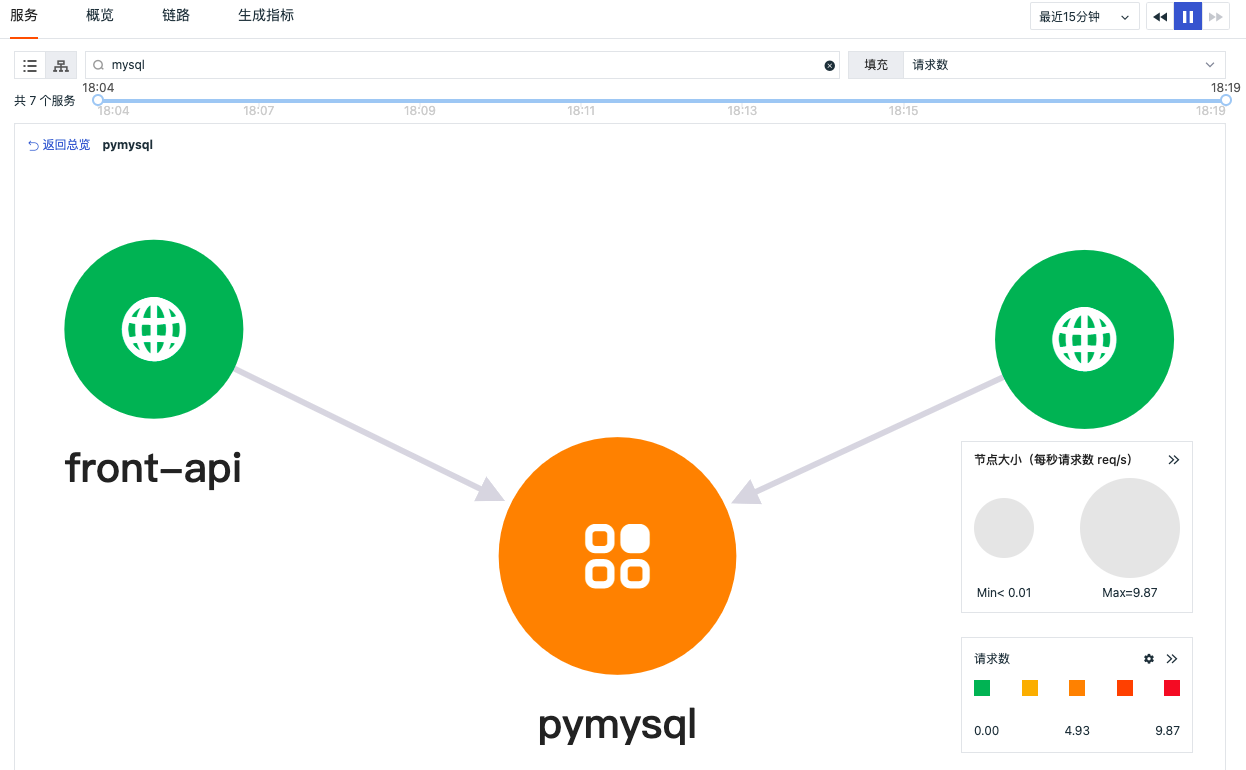 服务 概览 链路 生成指标 最近15分钟
mysql 填充 请求数
18:04 18:19
共 7 个服务
18:04 18:07 18:09 18:11 18:13 18:15 18:19
返回总览 pymysql
front-api
节点大小（每秒请求数 req/s）
Min< 0.01 Max=9.87
请求数
0.00 4.93 9.87
pymysql